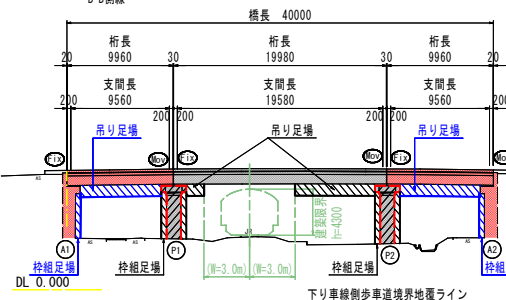 橋長 40000
20 桁長 30 桁長 30 桁長 20
9960 19980 9960
支間長 支間長 支間長
200 9560 200 200 19580 200 200 9560 200
吊り足場 吊り足場 吊り足場
Fix Mov Fix Mov Fix
建築限界
h=4300
A1 P1 P2 A2
枠組足場 枠組足場 枠組足場 枠組
(W=3.0m) (W=3.0m)
DL 0.000
下り車線側歩車道境界地覆ライン